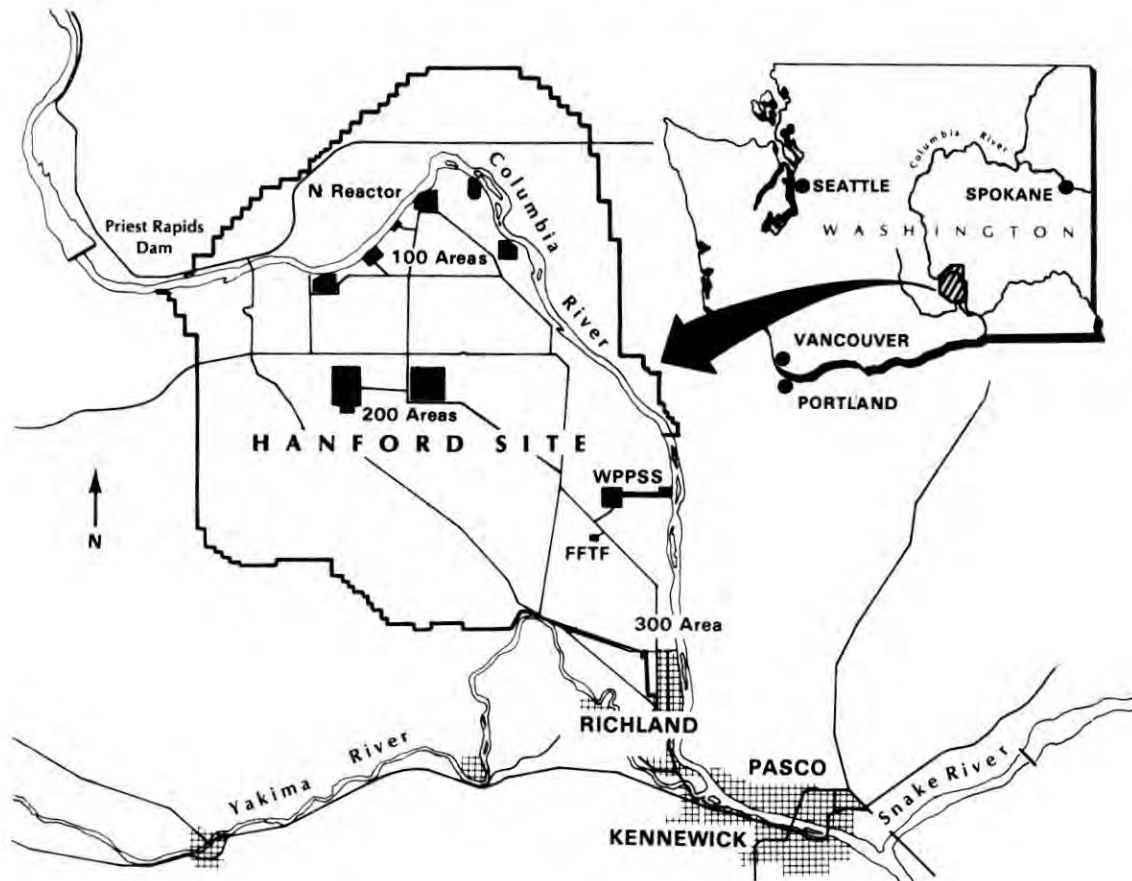 N Reactor
Columbia River
Priest Rapids
Dam
100 Areas
200 Areas
HANFORD SITE
WPPSS
FFTF
N
300 Area
RICHLAND
Yakima River
PASCO
KENNEWICK
Snake River
Columbia River
SEATTLE
SPOKANE
WASHINGTON
VANCOUVER
PORTLAND